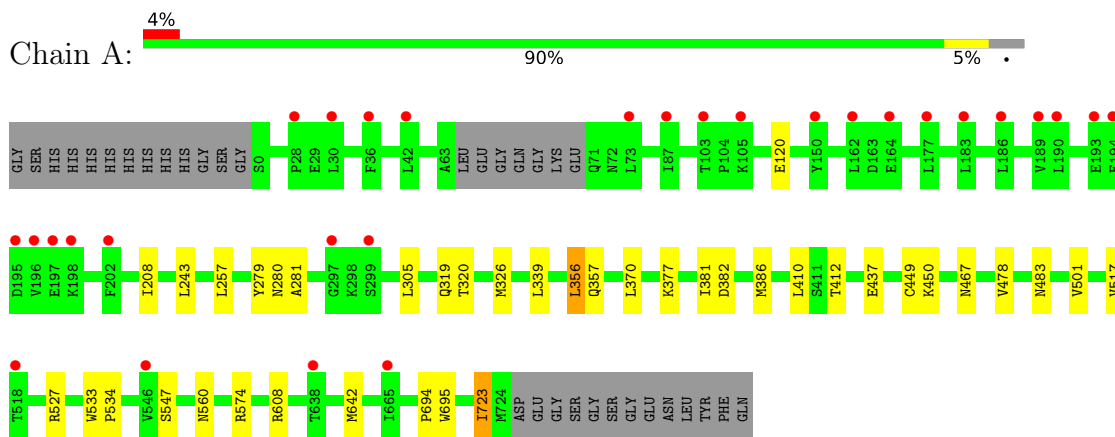 4%
Chain A:
90% 5% •
GLY SER HIS HIS HIS HIS HIS HIS HIS HIS GLY SER GLY S0 P28 E29 L30 F36 L42 A63 LEU GLU GLY GLN GLY LYS GLU Q71 N72 L73 I87 T103 P104 K105 E120 Y150 L162 D163 E164 L177 L183 L186 V189 L190 E193
D195 V196 E197 K198 F202 I208 L243 L257 Y279 N280 A281 G297 K298 S299 L305 Q319 T320 M326 L339 L356 Q357 L370 K377 I381 D382 M386 L410 S411 T412 E437 C449 K450 N467 V478 N483 V501 V517
T518 R527 W533 P534 V546 S547 N560 R574 R608 T638 M642 I665 P694 W695 I723 M724 ASP GLU GLY SER GLY SER GLY GLU ASN LEU TYR PHE GLN